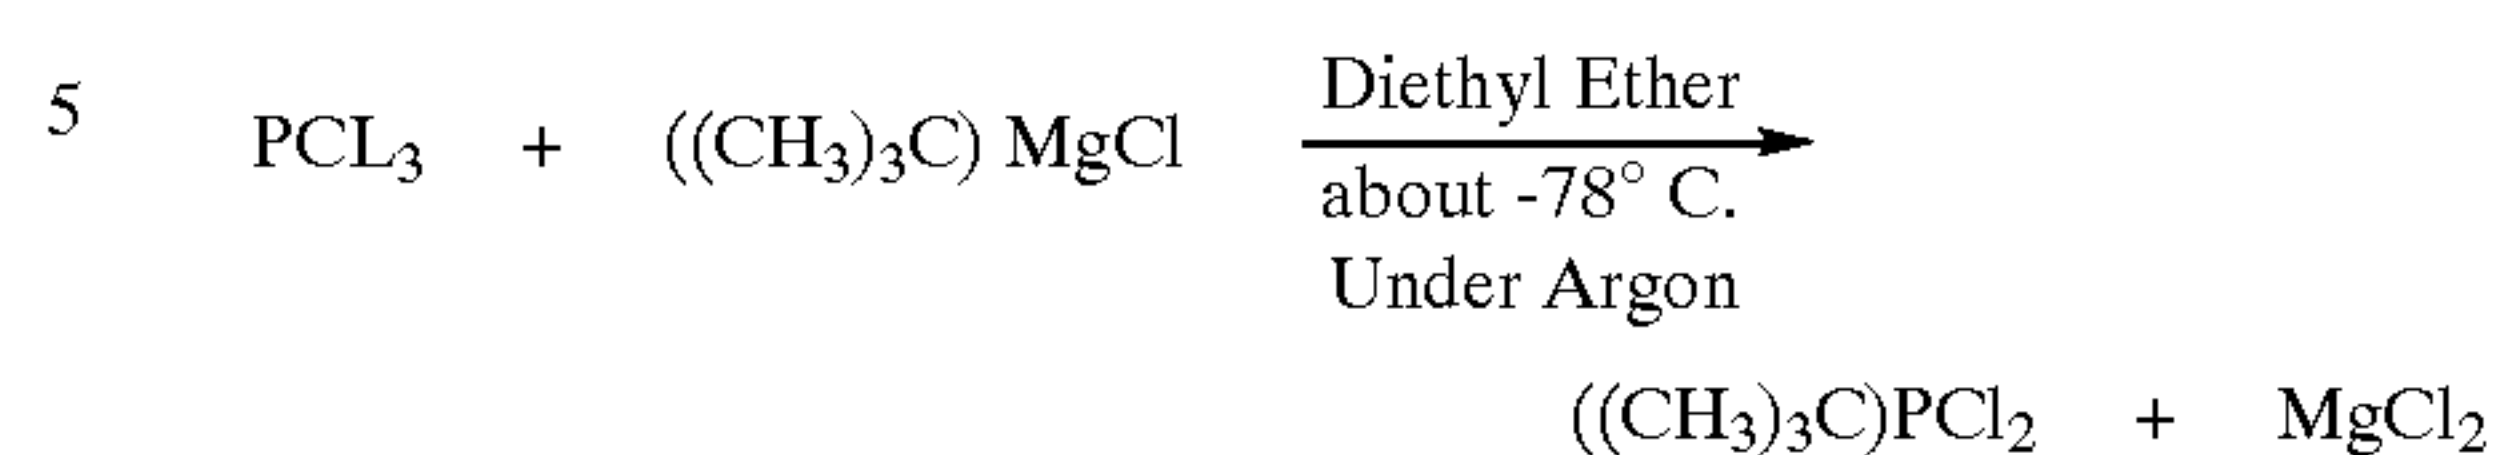 5
Diethyl Ether
PCL₃ + ((CH₃)₃C) MgCl
about -78° C.
Under Argon
((CH₃)₃C)PCl₂ + MgCl₂